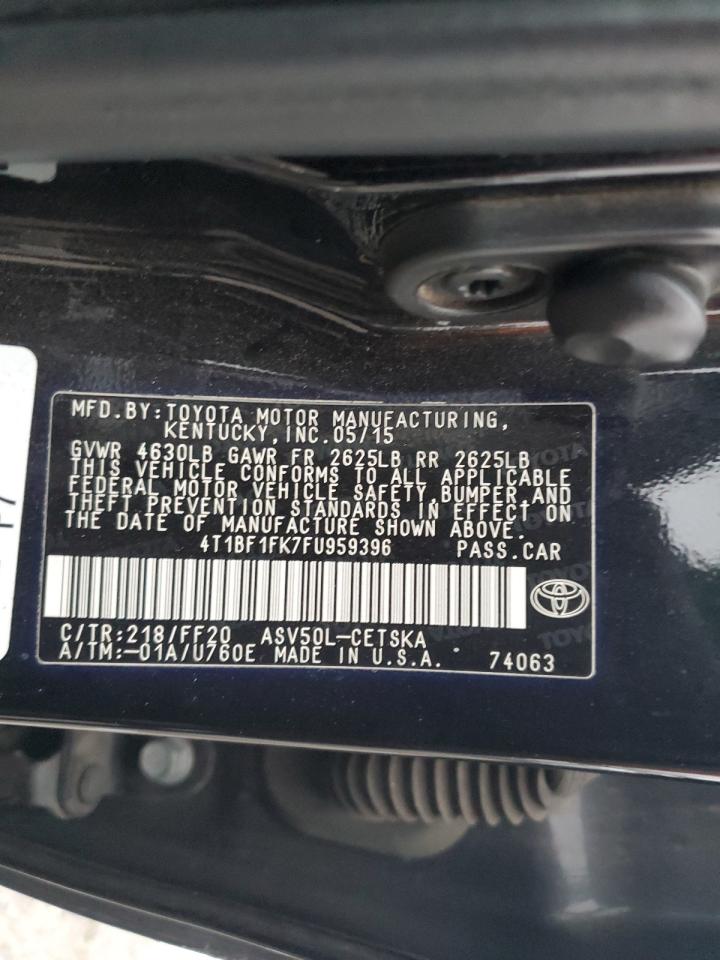 MFD.BY:TOYOTA MOTOR MANUFACTURING,
KENTUCKY,INC.05/15
GVWR 4630LB GAWR FR 2625LB RR 2625LB
THIS VEHICLE CONFORMS TO ALL APPLICABLE
FEDERAL MOTOR VEHICLE SAFETY,BUMPER,AND
THEFT PREVENTION STANDARDS IN EFFECT ON
THE DATE OF MANUFACTURE SHOWN ABOVE.
4T1BF1FK7FU959396 PASS.CAR
C/TR:218/FF20 ASV50L-CETSKA
A/TM:-01A/U760E MADE IN U.S.A. 74063